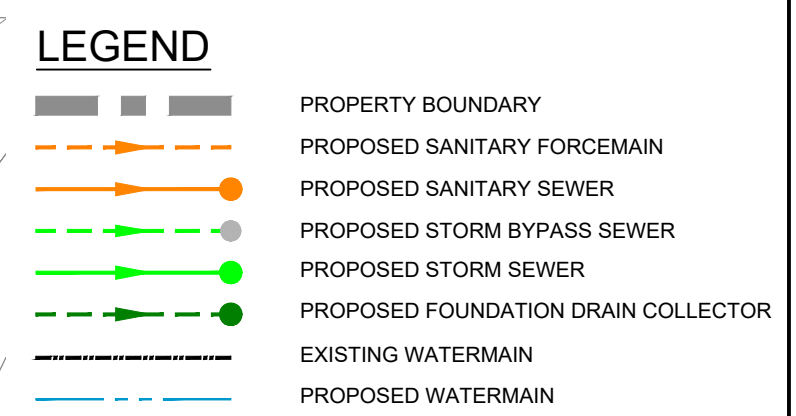 LEGEND
PROPERTY BOUNDARY
PROPOSED SANITARY FORCEMAIN
PROPOSED SANITARY SEWER
PROPOSED STORM BYPASS SEWER
PROPOSED STORM SEWER
PROPOSED FOUNDATION DRAIN COLLECTOR
EXISTING WATERMAIN
PROPOSED WATERMAIN